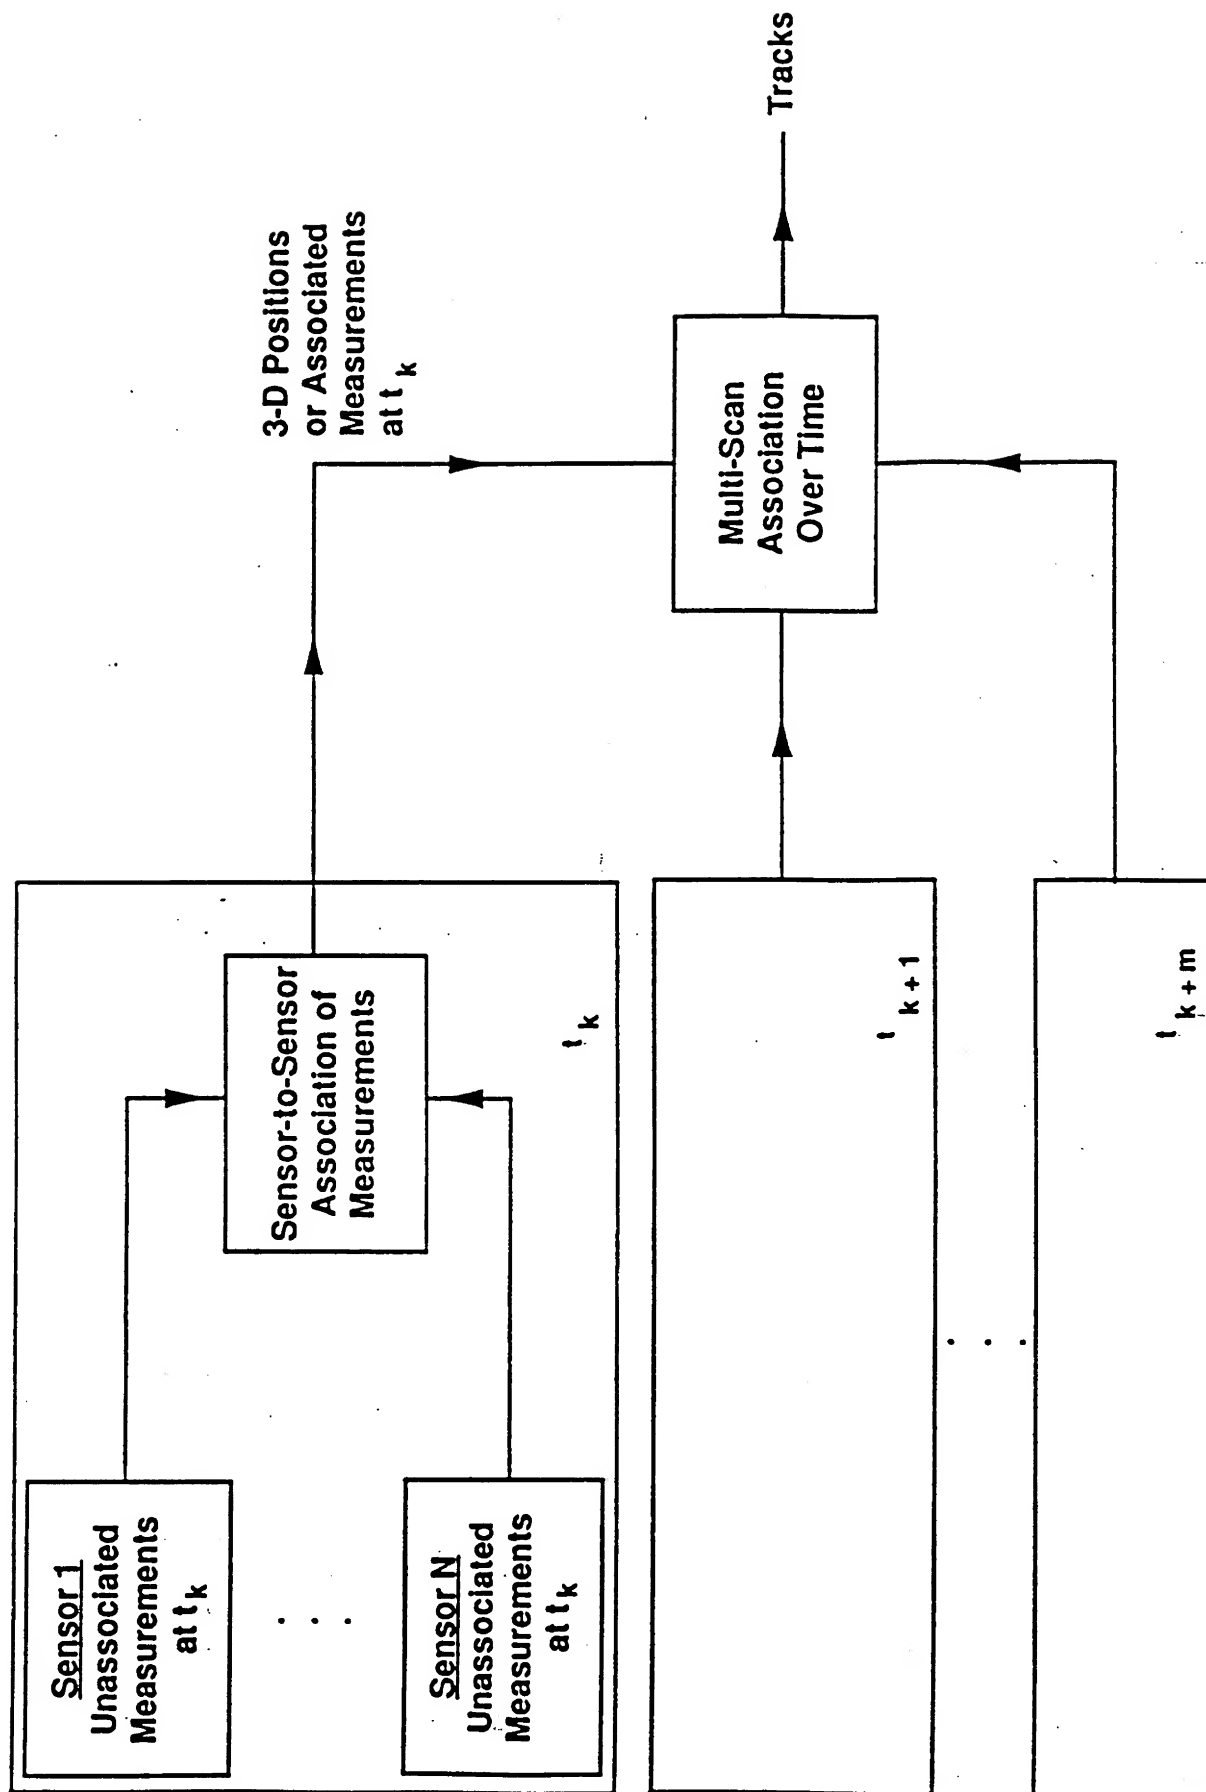 Sensor 1
Unassociated
Measurements
at t k
. . .
Sensor N
Unassociated
Measurements
at t k
Sensor-to-Sensor
Association of
Measurements
t k
3-D Positions
or Associated
Measurements
at t k
t k + 1
. . .
t k + m
Multi-Scan
Association
Over Time
Tracks